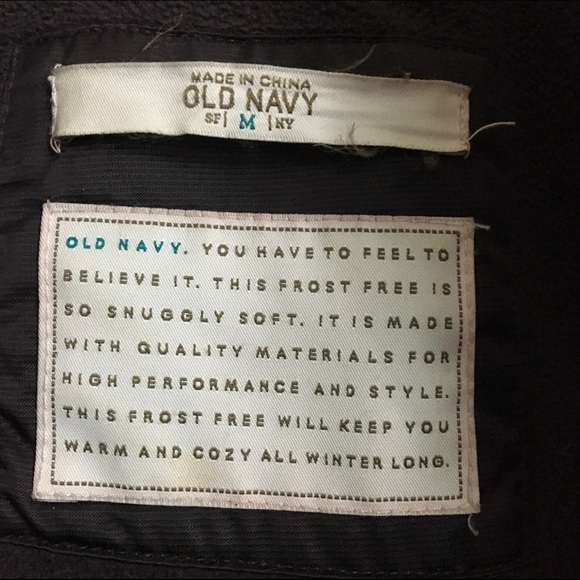 MADE IN CHINA
OLD NAVY
SF| M |NY
OLD NAVY. YOU HAVE TO FEEL TO
BELIEVE IT. THIS FROST FREE IS
SO SNUGGLY SOFT. IT IS MADE
WITH QUALITY MATERIALS FOR
HIGH PERFORMANCE AND STYLE.
THIS FROST FREE WILL KEEP YOU
WARM AND COZY ALL WINTER LONG.